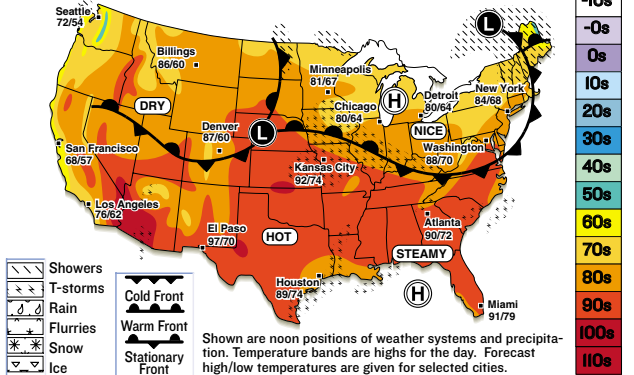 Seattle
72/54
Billings
86/60
Minneapolis
81/67
L
-10s
-0s
0s
10s
20s
30s
40s
50s
60s
70s
80s
90s
100s
110s
DRY
Chicago
80/64
H
Detroit
80/64
New York
84/68
NICE
Denver
87/60
L
San Francisco
68/57
Kansas City
92/74
Washington
88/70
Los Angeles
76/62
El Paso
97/70
HOT
Atlanta
90/72
STEAMY
Houston
89/74
H
Miami
91/79
Showers
T-storms
Rain
Flurries
Snow
Ice
Cold Front
Warm Front
Stationary
Front
Shown are noon positions of weather systems and precipita-
tion. Temperature bands are highs for the day. Forecast
high/low temperatures are given for selected cities.